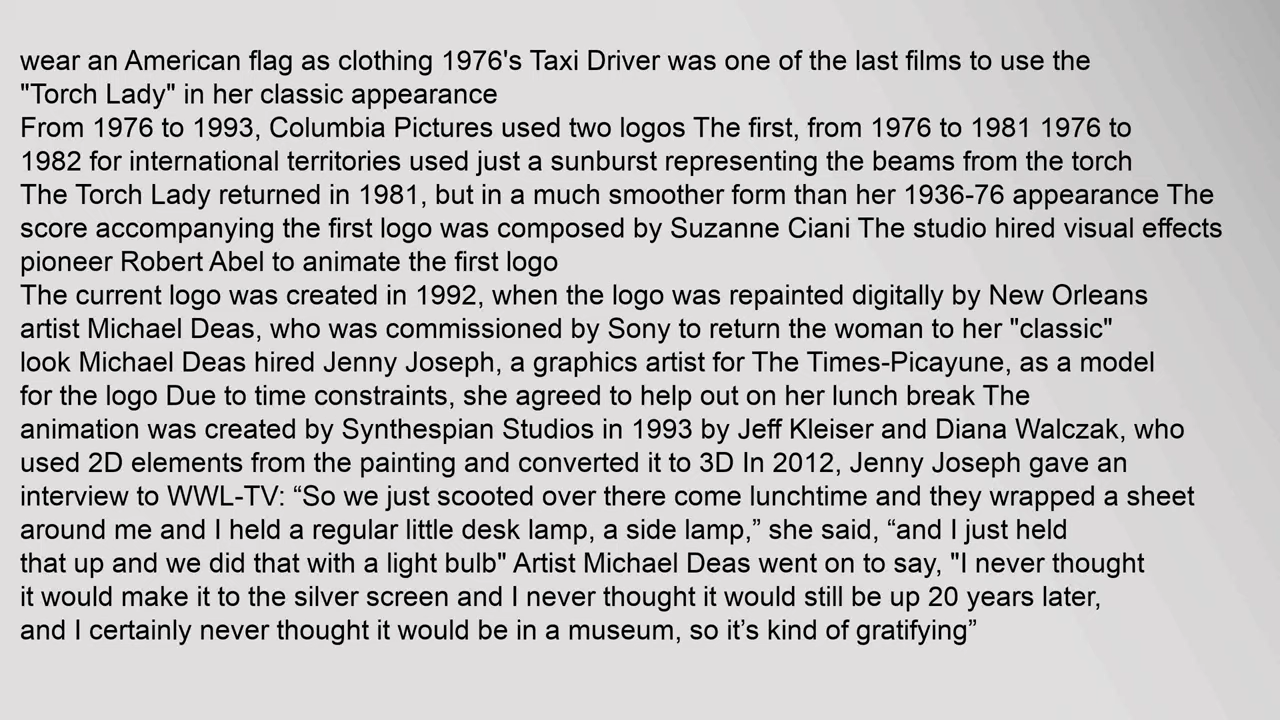 wear an American flag as clothing 1976's Taxi Driver was one of the last films to use the
"Torch Lady" in her classic appearance
From 1976 to 1993, Columbia Pictures used two logos The first, from 1976 to 1981 1976 to
1982 for international territories used just a sunburst representing the beams from the torch
The Torch Lady returned in 1981, but in a much smoother form than her 1936-76 appearance The
score accompanying the first logo was composed by Suzanne Ciani The studio hired visual effects
pioneer Robert Abel to animate the first logo
The current logo was created in 1992, when the logo was repainted digitally by New Orleans
artist Michael Deas, who was commissioned by Sony to return the woman to her "classic"
look Michael Deas hired Jenny Joseph, a graphics artist for The Times-Picayune, as a model
for the logo Due to time constraints, she agreed to help out on her lunch break The
animation was created by Synthespian Studios in 1993 by Jeff Kleiser and Diana Walczak, who
used 2D elements from the painting and converted it to 3D In 2012, Jenny Joseph gave an
interview to WWL-TV: “So we just scooted over there come lunchtime and they wrapped a sheet
around me and I held a regular little desk lamp, a side lamp,” she said, “and I just held
that up and we did that with a light bulb" Artist Michael Deas went on to say, "I never thought
it would make it to the silver screen and I never thought it would still be up 20 years later,
and I certainly never thought it would be in a museum, so it’s kind of gratifying”